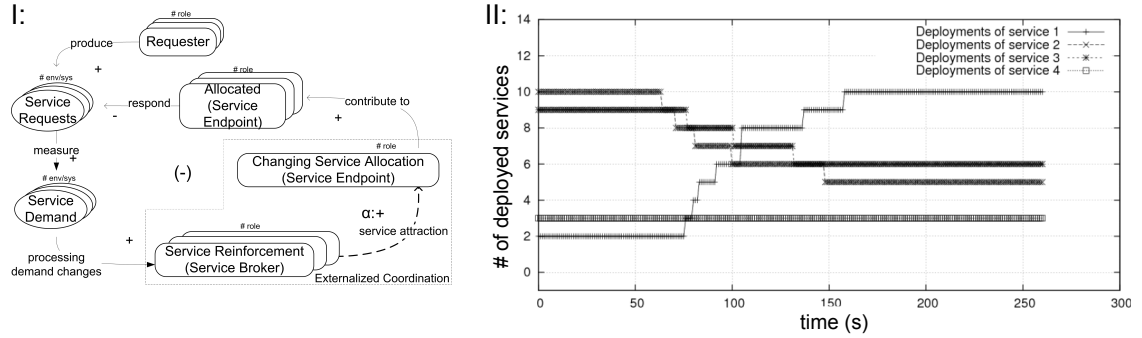 I:
# role
Requester
produce
+
# env/sys
Service
Requests
# role
Allocated
(Service
Endpoint)
respond
-
contribute to
+
measure
+
(-)
# role
Changing Service Allocation
(Service Endpoint)
# env/sys
Service
Demand
α:+
service attraction
+
processing
demand changes
# role
Service Reinforcement
(Service Broker)
Externalized Coordination
II:
# of deployed services
14
12
10
8
6
4
2
0
Deployments of service 1
Deployments of service 2
Deployments of service 3
Deployments of service 4
0
50
100
150
200
250
300
time (s)